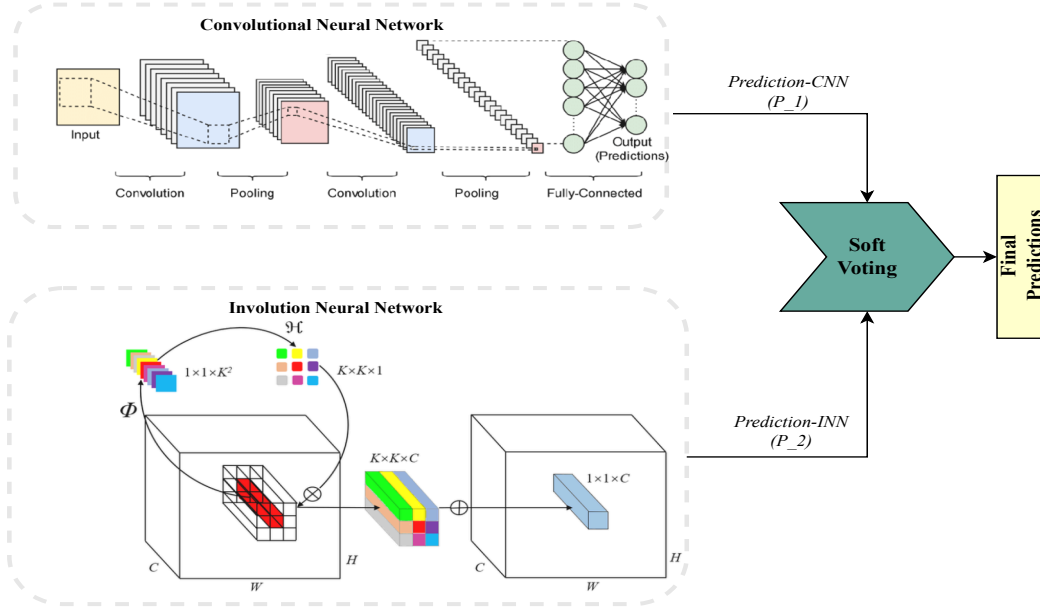 Convolutional Neural Network
Input
Output
(Predictions)
Convolution
Pooling
Convolution
Pooling
Fully-Connected
Prediction-CNN
(P_1)
Soft
Voting
Final
Predictions
Involution Neural Network
ℋ
1×1×K²
K×K×1
Φ
K×K×C
1×1×C
C
W
H
C
W
H
Prediction-INN
(P_2)